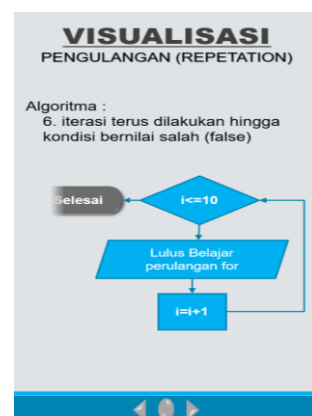 VISUALISASI
PENGULANGAN (REPETATION)
Algoritma :
6. iterasi terus dilakukan hingga
kondisi bernilai salah (false)
Selesai
i<=10
Lulus Belajar
perulangan for
i=i+1